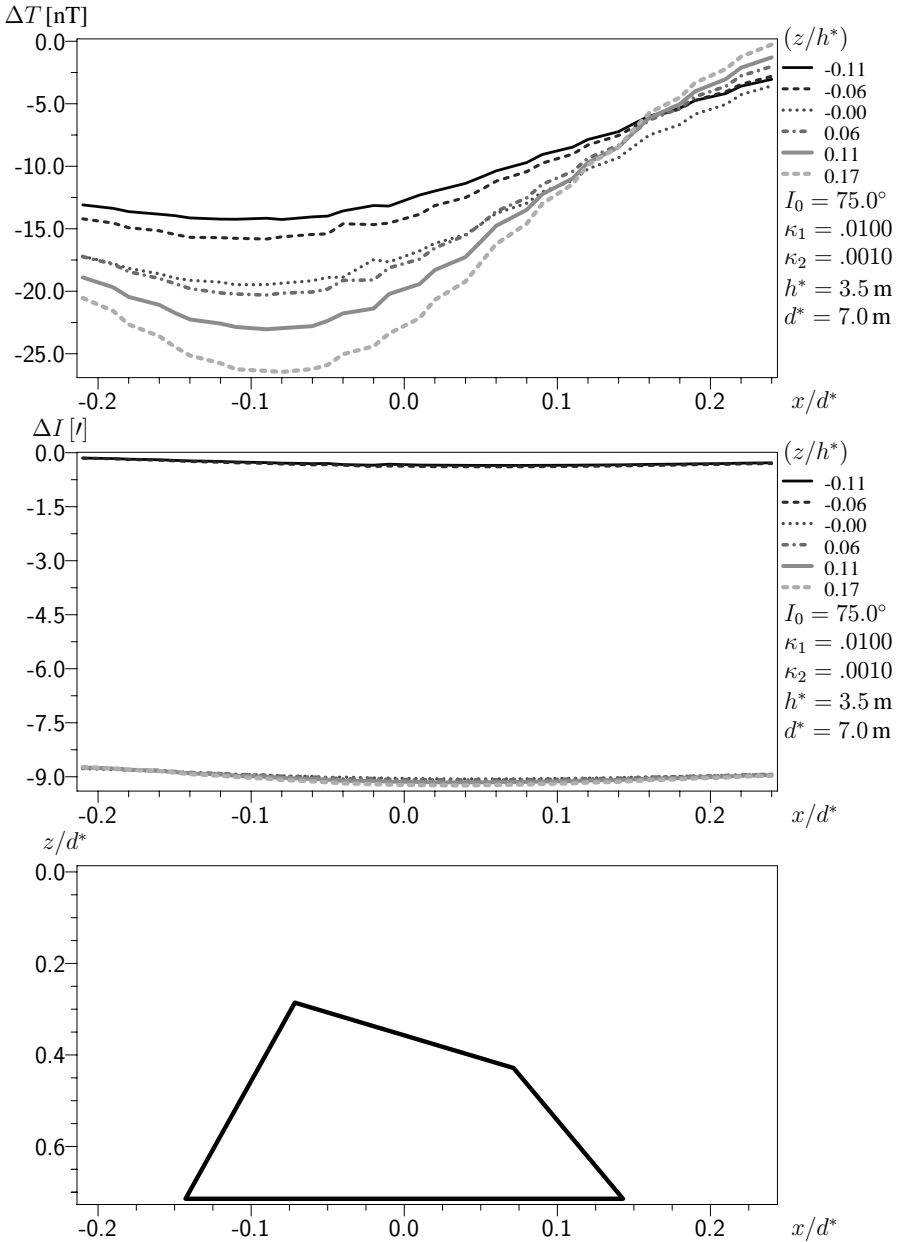 ΔT [nT]
0.0
-5.0
-10.0
-15.0
-20.0
-25.0
-0.2 -0.1 0.0 0.1 0.2 x/d*
(z/h*)
-0.11
-0.06
-0.00
0.06
0.11
0.17
I₀ = 75.0°
κ₁ = .0100
κ₂ = .0010
h* = 3.5 m
d* = 7.0 m
ΔI [′]
0.0
-1.5
-3.0
-4.5
-6.0
-7.5
-9.0
-0.2 -0.1 0.0 0.1 0.2 x/d*
(z/h*)
-0.11
-0.06
-0.00
0.06
0.11
0.17
I₀ = 75.0°
κ₁ = .0100
κ₂ = .0010
h* = 3.5 m
d* = 7.0 m
z/d*
0.0
0.2
0.4
0.6
-0.2 -0.1 0.0 0.1 0.2 x/d*